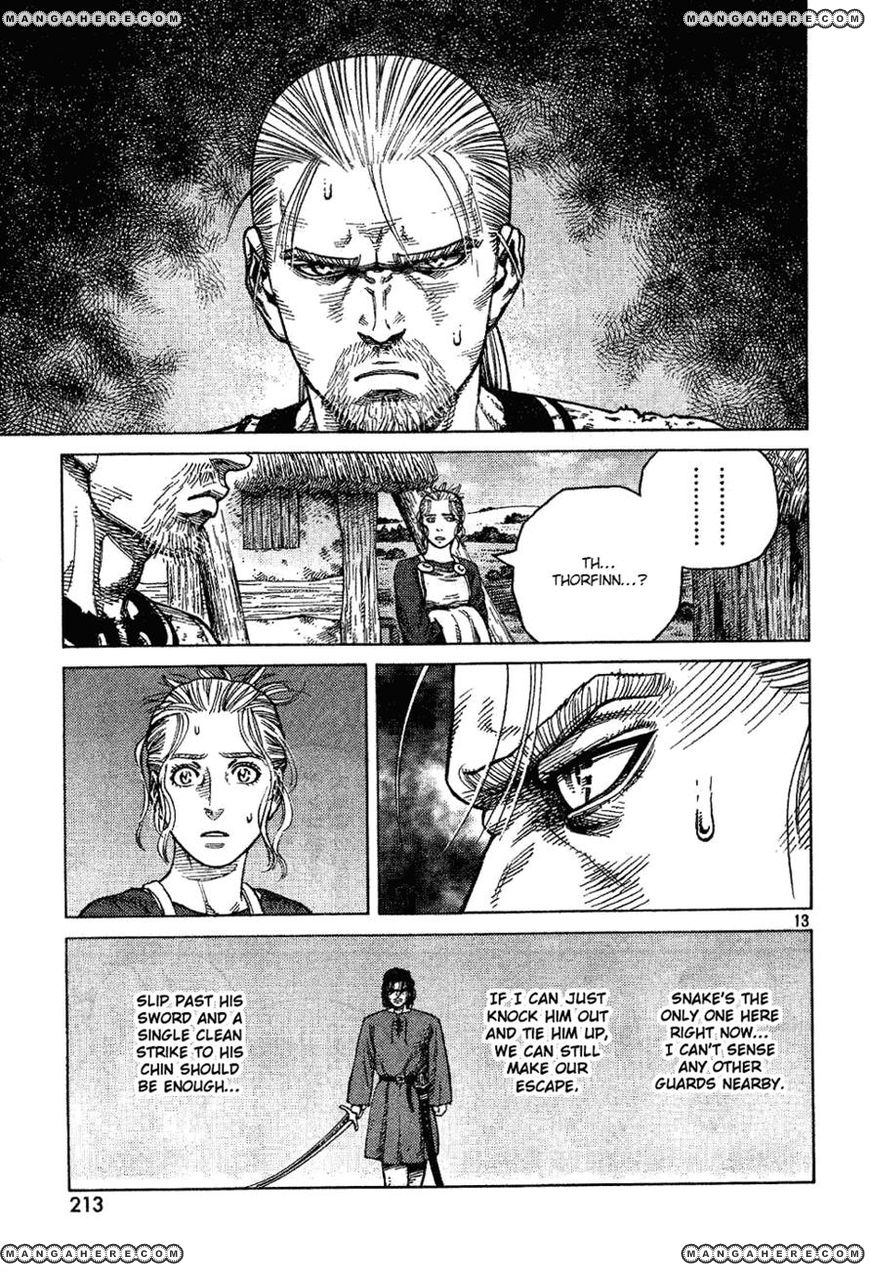 MANGAHERE.COM
MANGAHERE.COM
............
TH...
THORFINN...?
13
SNAKE'S THE
ONLY ONE HERE
RIGHT NOW...
I CAN'T SENSE
ANY OTHER
GUARDS NEARBY.
IF I CAN JUST
KNOCK HIM OUT
AND TIE HIM UP,
WE CAN STILL
MAKE OUR
ESCAPE.
SLIP PAST HIS
SWORD AND A
SINGLE CLEAN
STRIKE TO HIS
CHIN SHOULD
BE ENOUGH...
213
MANGAHERE.COM
MANGAHERE.COM